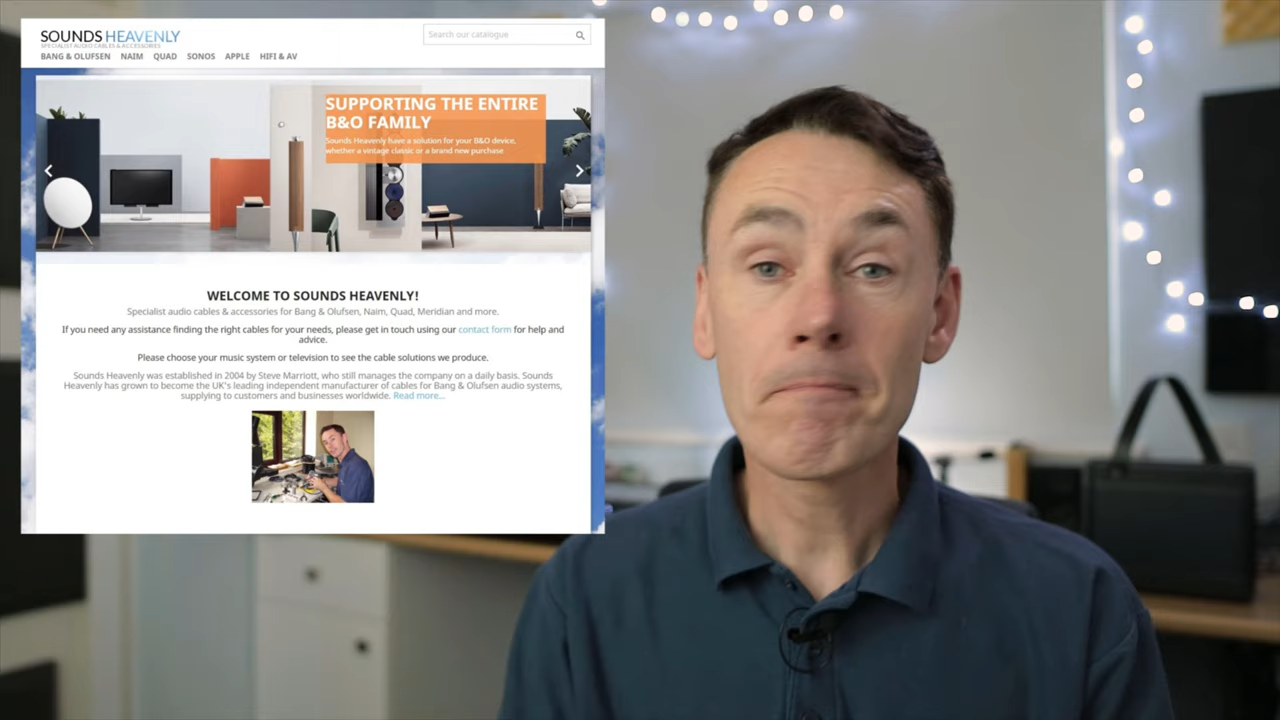 SOUNDS HEAVENLY
SPECIALIST AUDIO CABLES & ACCESSORIES
Search our catalogue
BANG & OLUFSEN NAIM QUAD SONOS APPLE HIFI & AV
SUPPORTING THE ENTIRE
B&O FAMILY
Sounds Heavenly have a solution for your B&O device,
whether a vintage classic or a brand new purchase
WELCOME TO SOUNDS HEAVENLY!
Specialist audio cables & accessories for Bang & Olufsen, Naim, Quad, Meridian and more.
If you need any assistance finding the right cables for your needs, please get in touch using our contact form for help and
advice.
Please choose your music system or television to see the cable solutions we produce.
Sounds Heavenly was established in 2004 by Steve Marriott, who still manages the company on a daily basis. Sounds
Heavenly has grown to become the UK's leading independent manufacturer of cables for Bang & Olufsen audio systems,
supplying to customers and businesses worldwide. Read more...